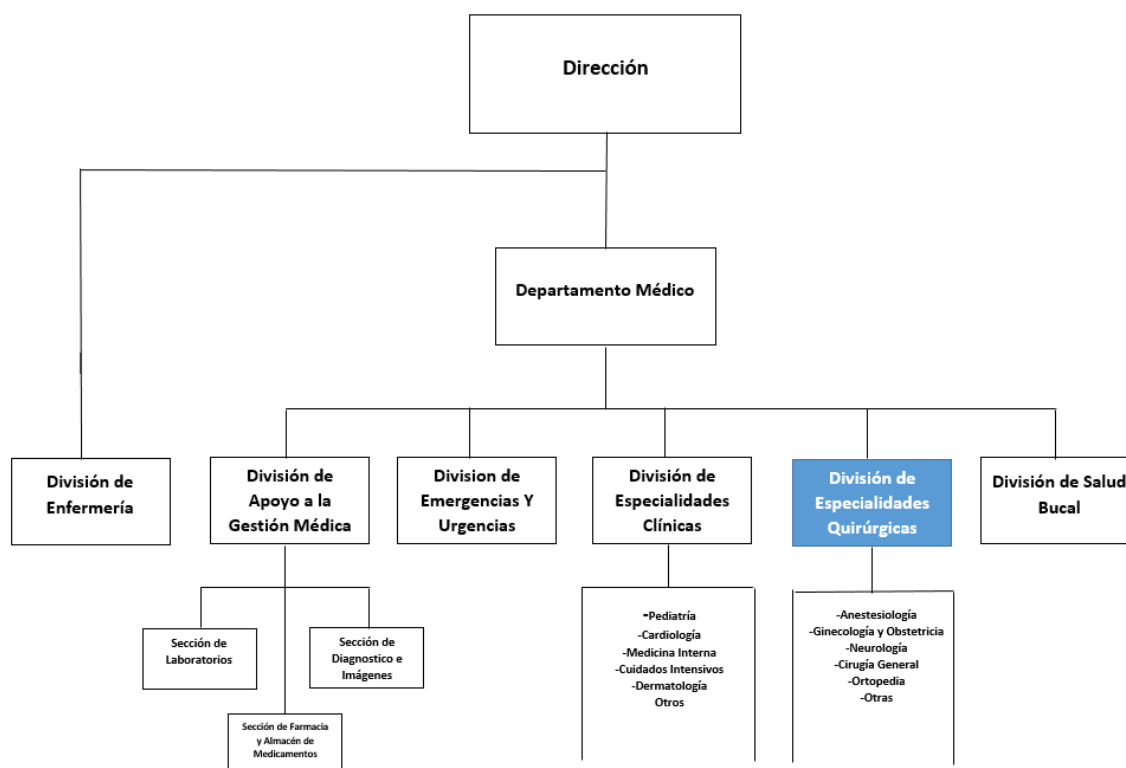 Dirección
Departamento Médico
División de
Enfermería
División de
Apoyo a la
Gestión Médica
Division de
Emergencias Y
Urgencias
División de
Especialidades
Clínicas
División de
Especialidades
Quirúrgicas
División de Salud
Bucal
Sección de
Laboratorios
Sección de
Diagnostico e
Imágenes
Sección de Farmacia
y Almacén de
Medicamentos
-Pediatría
-Cardiología
-Medicina Interna
-Cuidados Intensivos
-Dermatología
Otros
-Anestesiología
-Ginecología y Obstetricia
-Neurología
-Cirugía General
-Ortopedia
-Otras